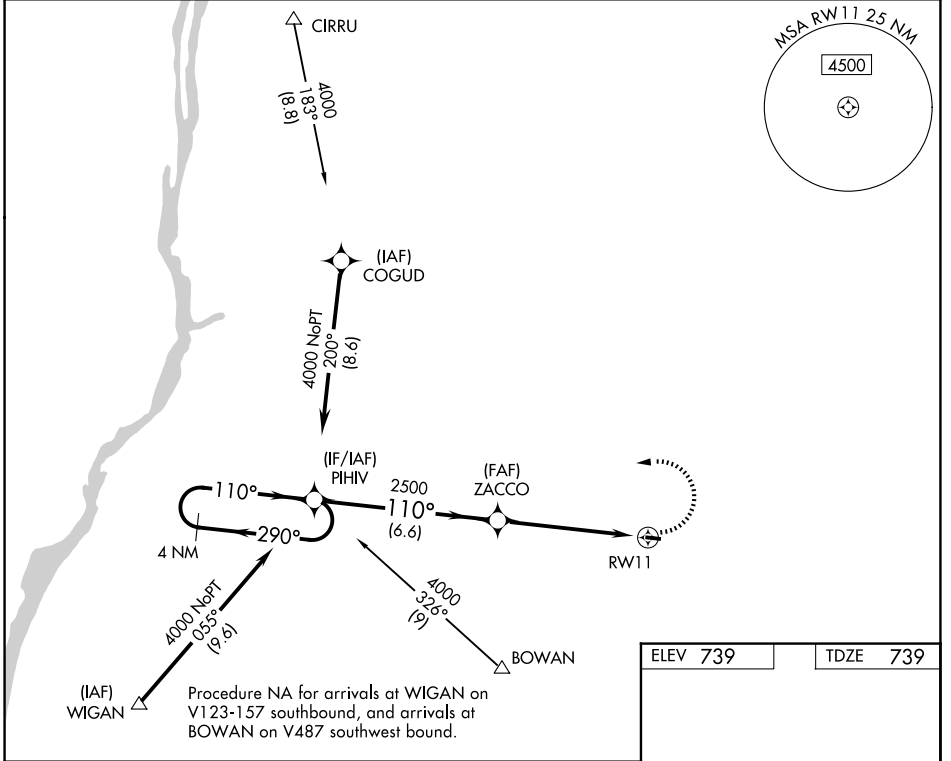 CIRRU
MSA RW11 25 NM
4500
4000
183°
(8.8)
(IAF)
COGUD
4000 NoPT
200°
(8.6)
(IF/IAF)
PIHIV
(FAF)
ZACCO
110°
2500
110°
(6.6)
290°
4 NM
RW11
4000 NoPT
055°
(9.6)
4000
326°
(9)
BOWAN
(IAF)
WIGAN
Procedure NA for arrivals at WIGAN on
V123-157 southbound, and arrivals at
BOWAN on V487 southwest bound.
ELEV 739
TDZE 739